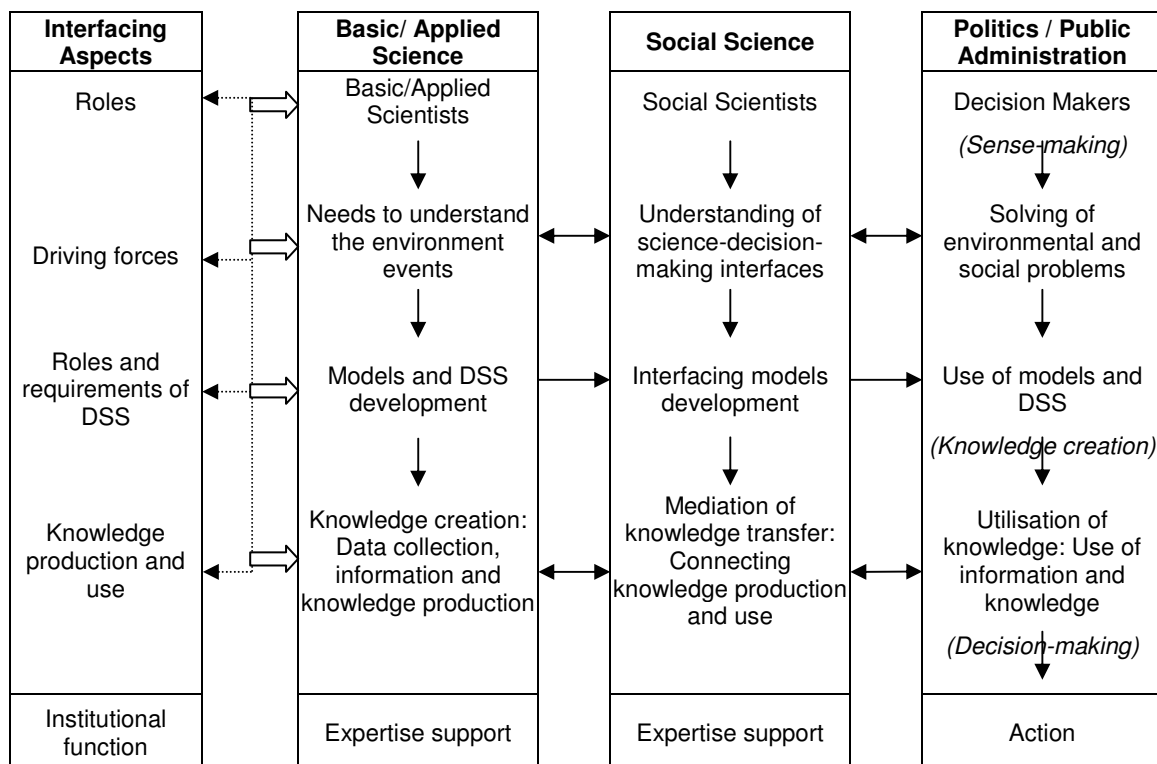 Interfacing
Aspects
Roles
Driving forces
Roles and
requirements of
DSS
Knowledge
production and
use
Institutional
function
Basic/ Applied
Science
Basic/Applied
Scientists
Needs to understand
the environment
events
Models and DSS
development
Knowledge creation:
Data collection,
information and
knowledge production
Expertise support
Social Science
Social Scientists
Understanding of
science-decision-
making interfaces
Interfacing models
development
Mediation of
knowledge transfer:
Connecting
knowledge production
and use
Expertise support
Politics / Public
Administration
Decision Makers
(Sense-making)
Solving of
environmental and
social problems
Use of models and
DSS
(Knowledge creation)
Utilisation of
knowledge: Use of
information and
knowledge
(Decision-making)
Action